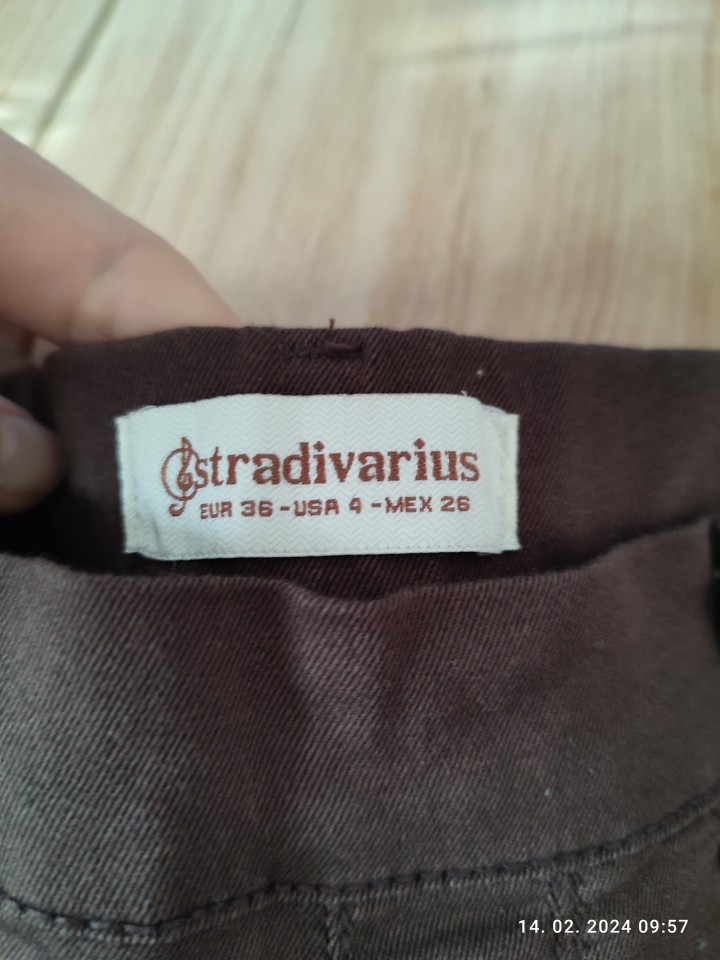 stradivarius
EUR 36 - USA 4 - MEX 26
14. 02. 2024 09:57